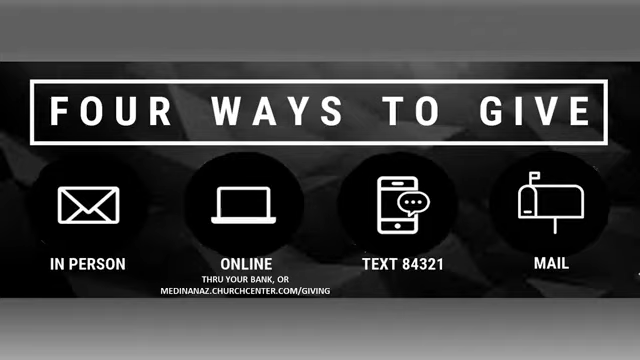 FOUR WAYS TO GIVE
IN PERSON
ONLINE
THRU YOUR BANK, OR
MEDINANAZ.CHURCHCENTER.COM/GIVING
TEXT 84321
MAIL